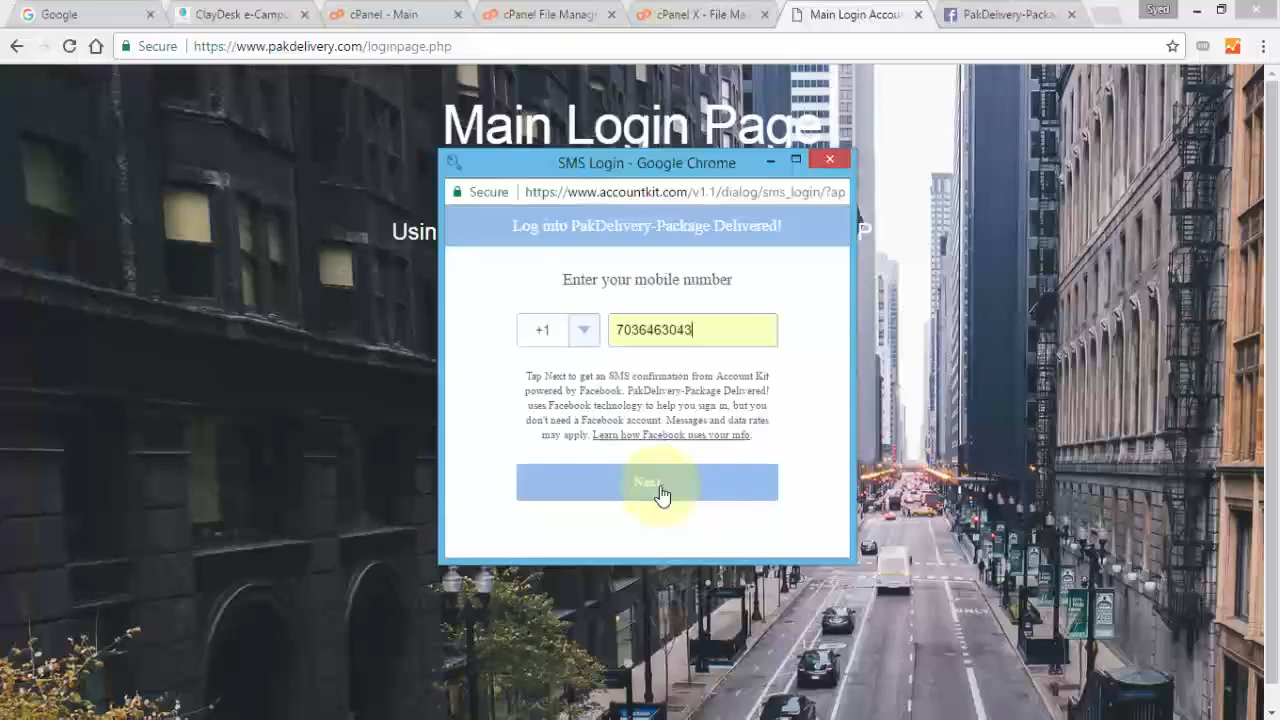 Google
ClayDesk e-Campu
cPanel - Main
cPanel File Manag
cPanel X - File Ma
Main Login Accou
PakDelivery-Packa
Syed
Secure
https://www.pakdelivery.com/loginpage.php
Main Login Page
SMS Login - Google Chrome
Secure
https://www.accountkit.com/v1.1/dialog/sms_login/?ap
Log into PakDelivery-Package Delivered!
Usin
P
Enter your mobile number
+1
7036463043
Tap Next to get an SMS confirmation from Account Kit
powered by Facebook. PakDelivery-Package Delivered!
uses Facebook technology to help you sign in, but you
don't need a Facebook account. Messages and data rates
may apply. Learn how Facebook uses your info.
Next